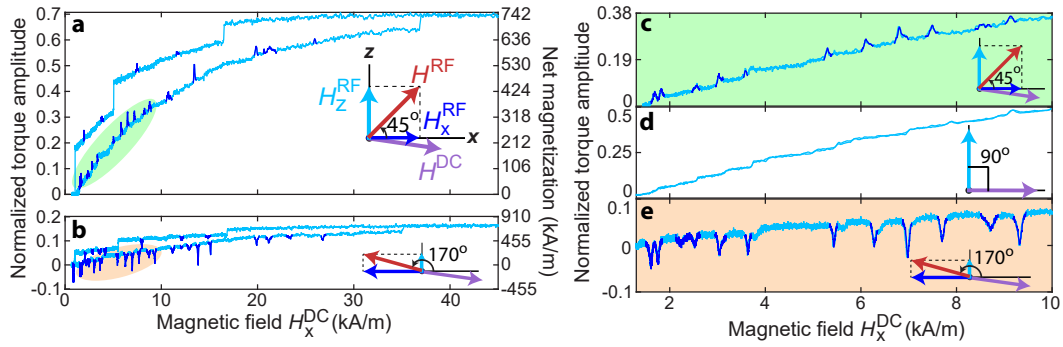 a
Normalized torque amplitude
0.7
0.6
0.5
0.4
0.3
0.2
0.1
0
742
636
530
424
318
212
106
0
Net magnetization (kA/m)
z
x
H^RF
H_z^RF
H_x^RF
H^DC
45°
b
0.2
0.1
0
-0.1
910
455
0
-455
170°
0 10 20 30 40
Magnetic field H_x^DC (kA/m)
c
Normalized torque amplitude
0.38
0.19
0
45°
d
0.5
0
90°
e
0.1
0
-0.1
170°
2 4 6 8 10
Magnetic field H_x^DC (kA/m)